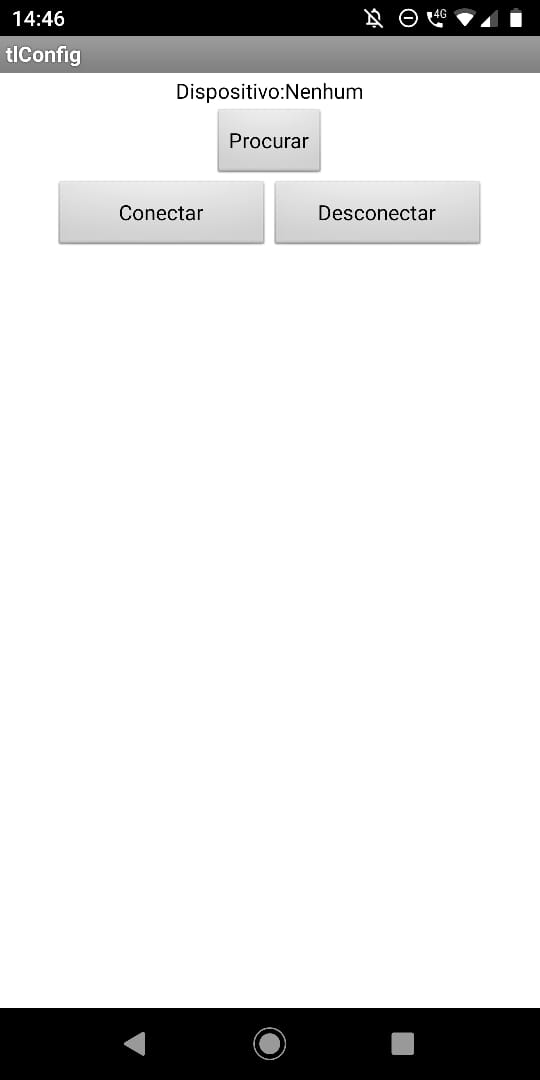 14:46
4G
tlConfig
Dispositivo:Nenhum
Procurar
Conectar Desconectar